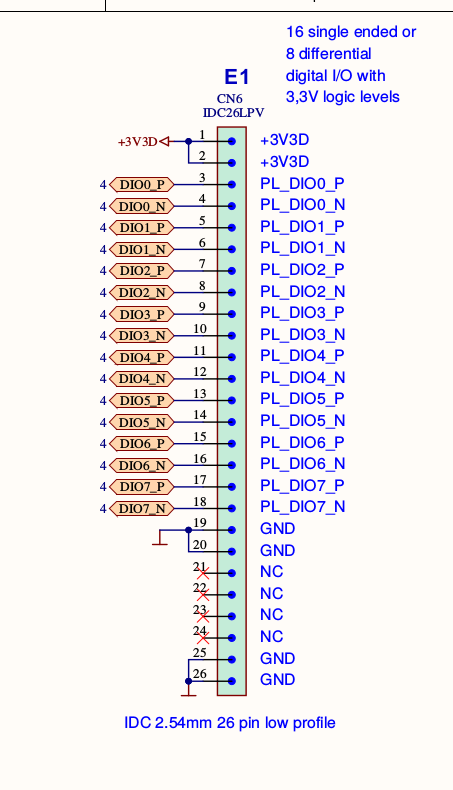 16 single ended or
8 differential
digital I/O with
3,3V logic levels
E1
CN6
IDC26LPV
+3V3D 1 +3V3D
2 +3V3D
4 DIO0_P 3 PL_DIO0_P
4 DIO0_N 4 PL_DIO0_N
4 DIO1_P 5 PL_DIO1_P
4 DIO1_N 6 PL_DIO1_N
4 DIO2_P 7 PL_DIO2_P
4 DIO2_N 8 PL_DIO2_N
4 DIO3_P 9 PL_DIO3_P
4 DIO3_N 10 PL_DIO3_N
4 DIO4_P 11 PL_DIO4_P
4 DIO4_N 12 PL_DIO4_N
4 DIO5_P 13 PL_DIO5_P
4 DIO5_N 14 PL_DIO5_N
4 DIO6_P 15 PL_DIO6_P
4 DIO6_N 16 PL_DIO6_N
4 DIO7_P 17 PL_DIO7_P
4 DIO7_N 18 PL_DIO7_N
19 GND
20 GND
21 NC
22 NC
23 NC
24 NC
25 GND
26 GND
IDC 2.54mm 26 pin low profile